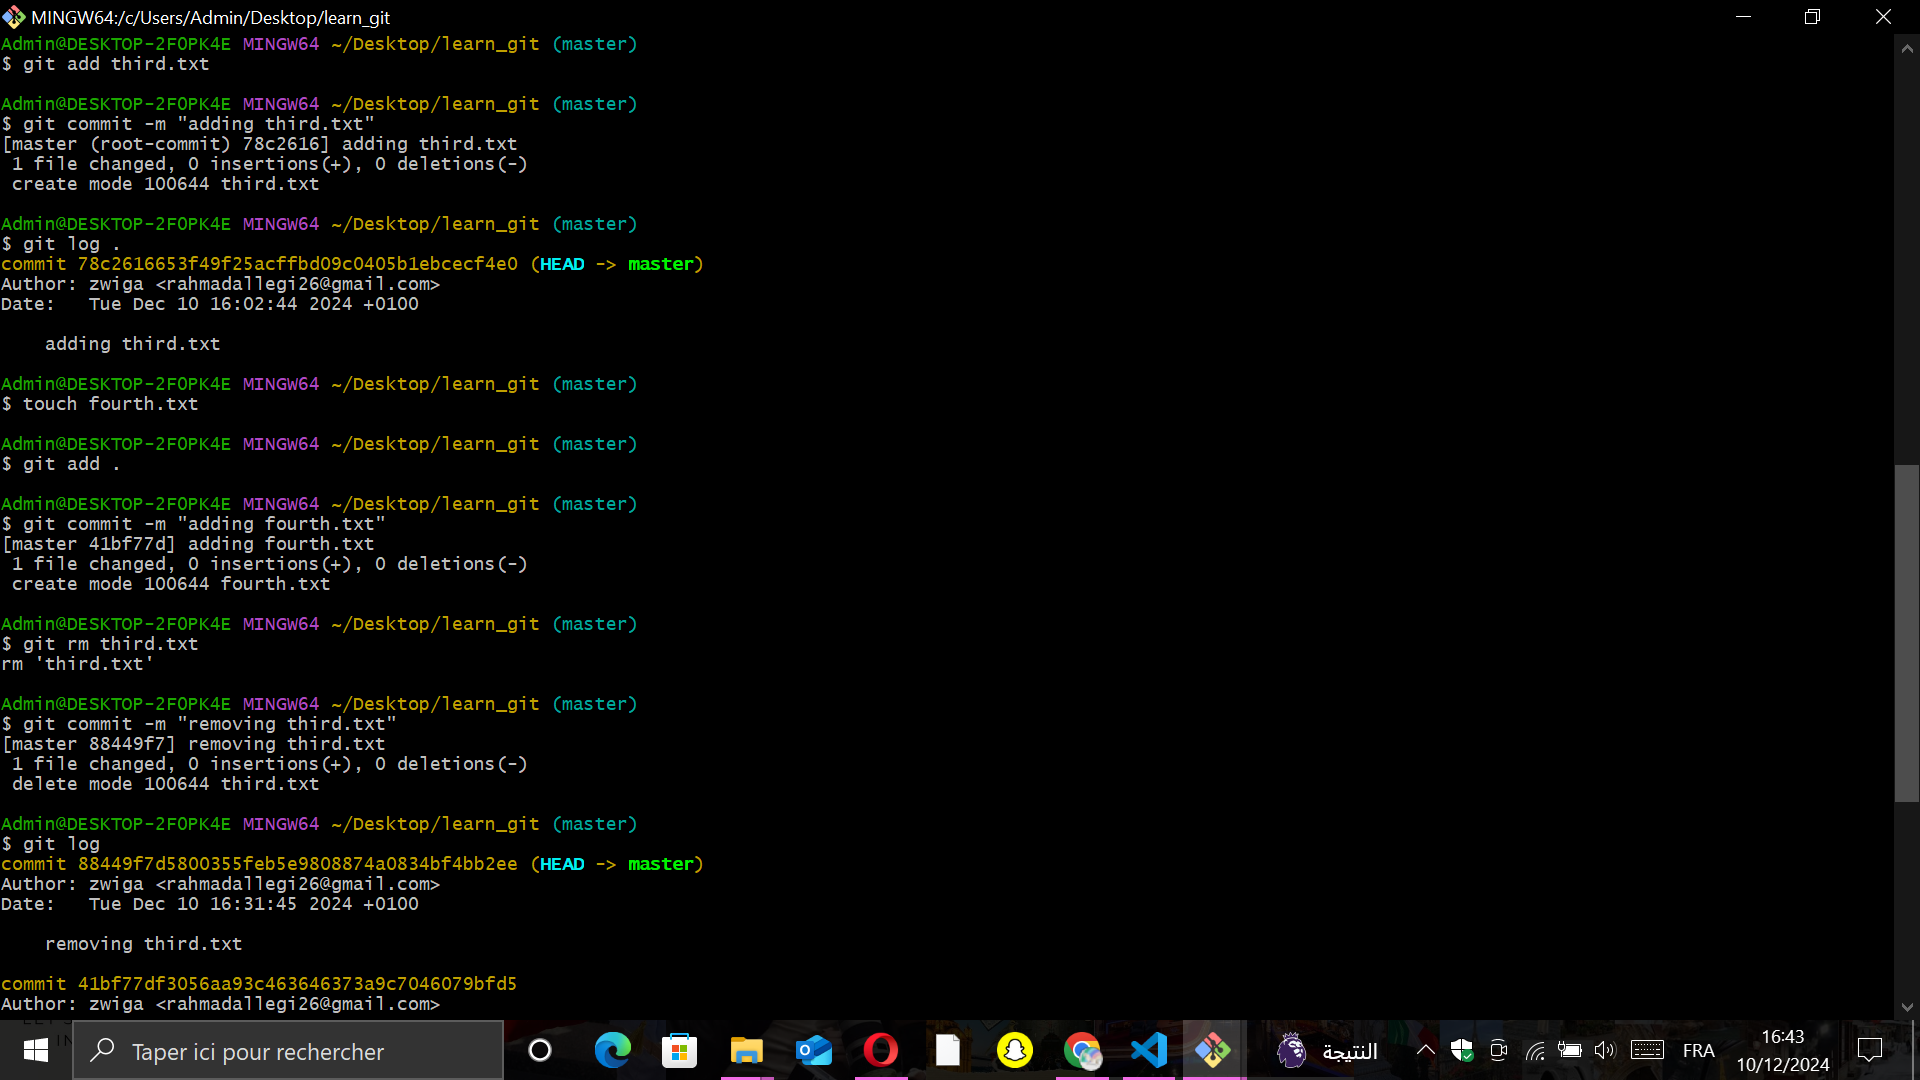 MINGW64:/c/Users/Admin/Desktop/learn_git
Admin@DESKTOP-2F0PK4E MINGW64 ~/Desktop/learn_git (master)
$ git add third.txt
Admin@DESKTOP-2F0PK4E MINGW64 ~/Desktop/learn_git (master)
$ git commit -m "adding third.txt"
[master (root-commit) 78c2616] adding third.txt
 1 file changed, 0 insertions(+), 0 deletions(-)
 create mode 100644 third.txt
Admin@DESKTOP-2F0PK4E MINGW64 ~/Desktop/learn_git (master)
$ git log .
commit 78c2616653f49f25acffbd09c0405b1ebcecf4e0 (HEAD -> master)
Author: zwiga <rahmadallegi26@gmail.com>
Date:   Tue Dec 10 16:02:44 2024 +0100
    adding third.txt
Admin@DESKTOP-2F0PK4E MINGW64 ~/Desktop/learn_git (master)
$ touch fourth.txt
Admin@DESKTOP-2F0PK4E MINGW64 ~/Desktop/learn_git (master)
$ git add .
Admin@DESKTOP-2F0PK4E MINGW64 ~/Desktop/learn_git (master)
$ git commit -m "adding fourth.txt"
[master 41bf77d] adding fourth.txt
 1 file changed, 0 insertions(+), 0 deletions(-)
 create mode 100644 fourth.txt
Admin@DESKTOP-2F0PK4E MINGW64 ~/Desktop/learn_git (master)
$ git rm third.txt
rm 'third.txt'
Admin@DESKTOP-2F0PK4E MINGW64 ~/Desktop/learn_git (master)
$ git commit -m "removing third.txt"
[master 88449f7] removing third.txt
 1 file changed, 0 insertions(+), 0 deletions(-)
 delete mode 100644 third.txt
Admin@DESKTOP-2F0PK4E MINGW64 ~/Desktop/learn_git (master)
$ git log
commit 88449f7d5800355feb5e9808874a0834bf4bb2ee (HEAD -> master)
Author: zwiga <rahmadallegi26@gmail.com>
Date:   Tue Dec 10 16:31:45 2024 +0100
    removing third.txt
commit 41bf77df3056aa93c463646373a9c7046079bfd5
Author: zwiga <rahmadallegi26@gmail.com>
Taper ici pour rechercher
النتيجة
FRA
16:43
10/12/2024